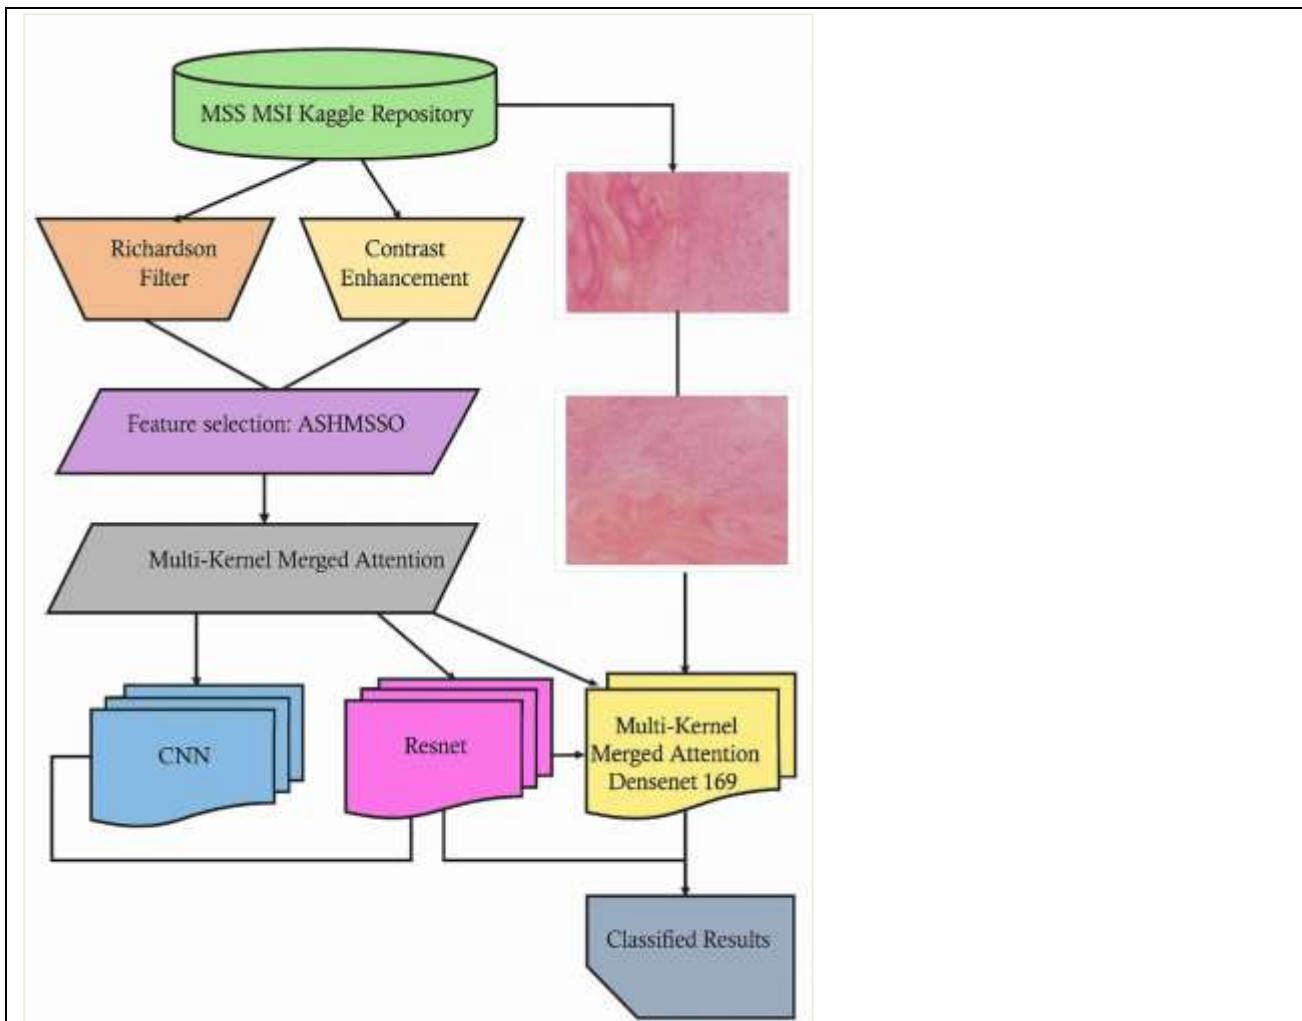 MSS MSI Kaggle Repository
Richardson
Filter
Contrast
Enhancement
Feature selection: ASHMSSO
Multi-Kernel Merged Attention
CNN
Resnet
Multi-Kernel
Merged Attention
Densenet 169
Classified Results